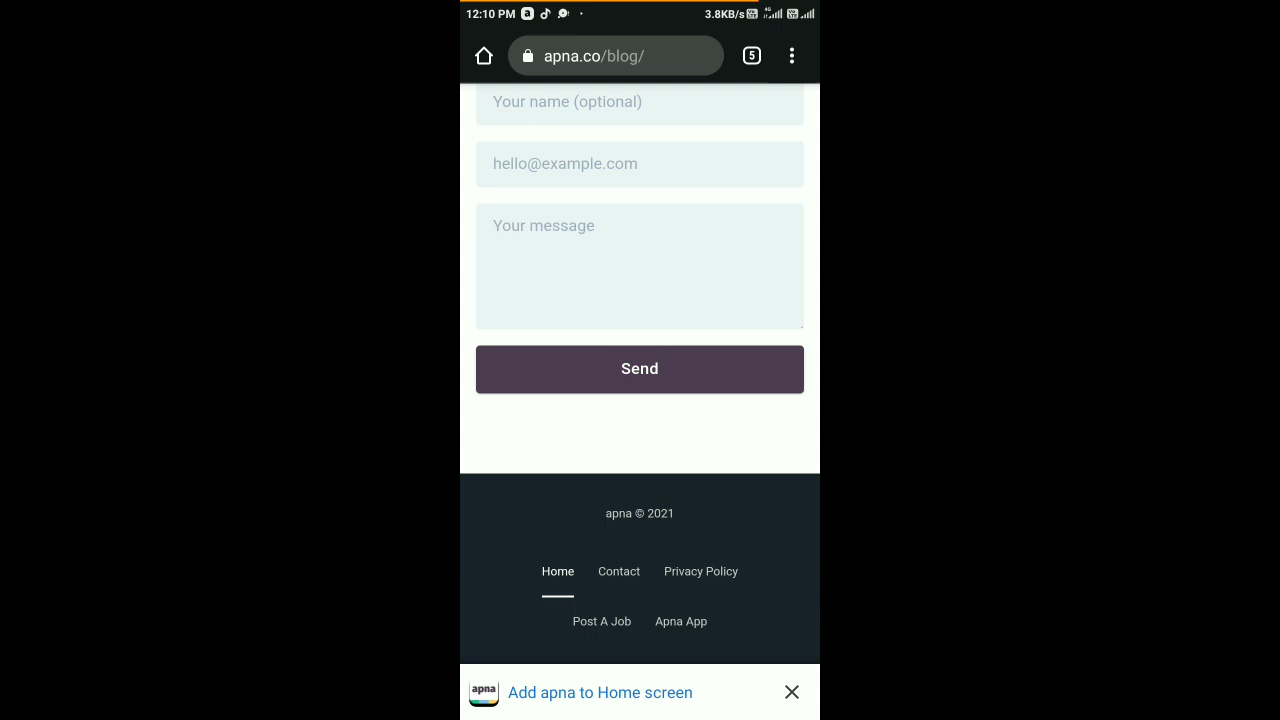 12:10 PM a 3.8KB/s
apna.co/blog/ 5
Your name (optional)
hello@example.com
Your message
Send
apna © 2021
Home Contact Privacy Policy
Post A Job Apna App
apna Add apna to Home screen